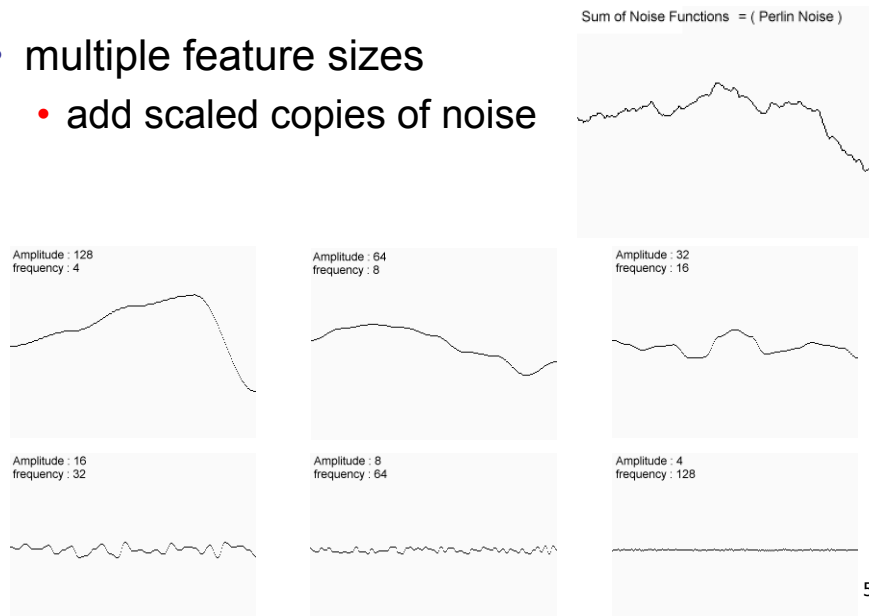 • multiple feature sizes
• add scaled copies of noise
Sum of Noise Functions = ( Perlin Noise )
Amplitude : 128
frequency : 4
Amplitude : 64
frequency : 8
Amplitude : 32
frequency : 16
Amplitude : 16
frequency : 32
Amplitude : 8
frequency : 64
Amplitude : 4
frequency : 128
5